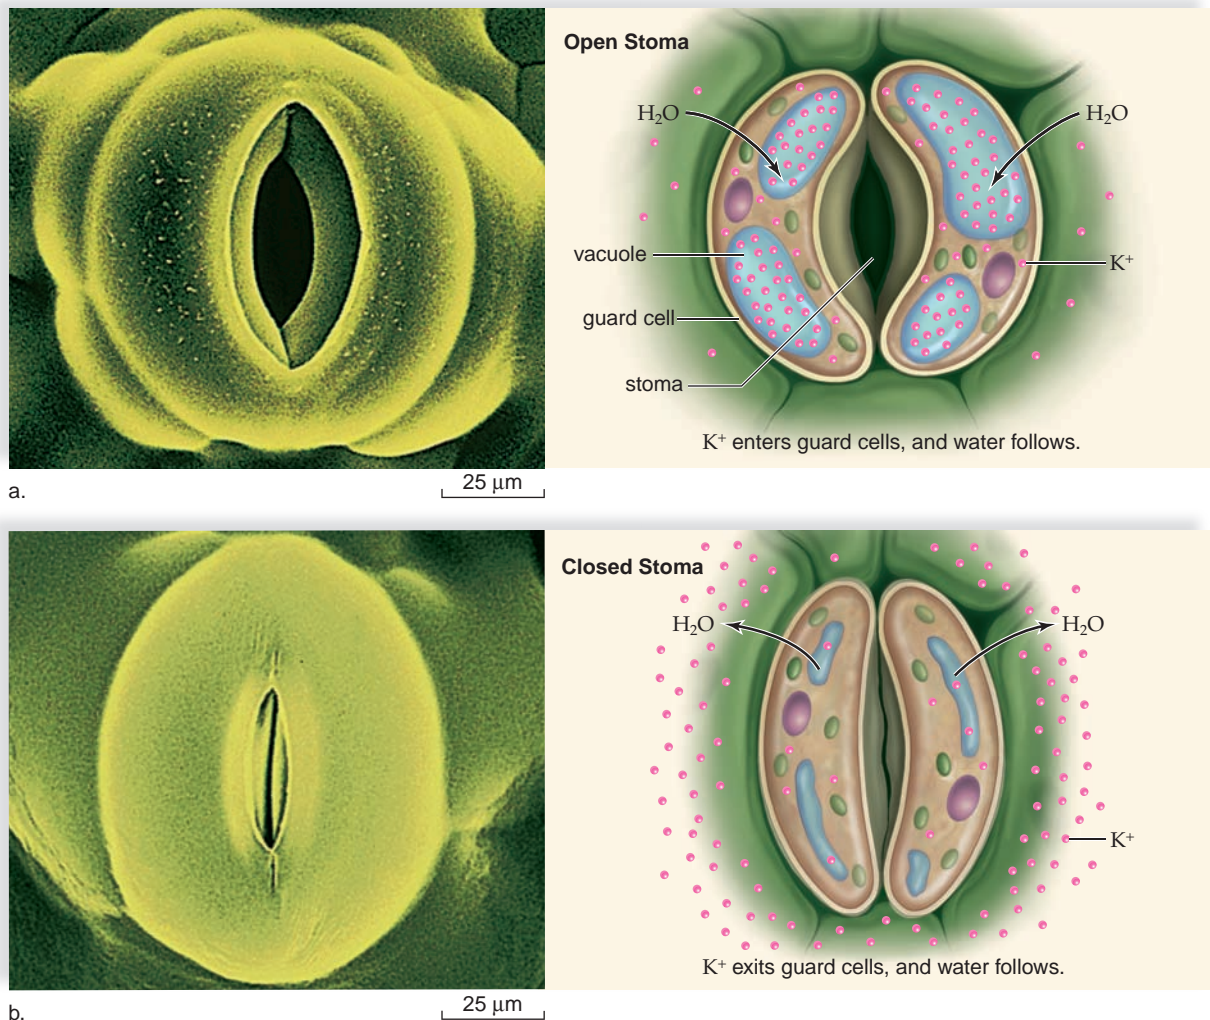 Open Stoma
H₂O
H₂O
vacuole
K⁺
guard cell
stoma
K⁺ enters guard cells, and water follows.
a.
25 μm
Closed Stoma
H₂O
H₂O
K⁺
K⁺ exits guard cells, and water follows.
b.
25 μm